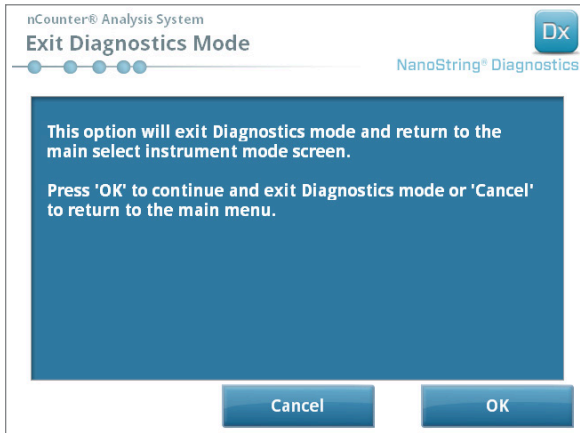 nCounter® Analysis System
Exit Diagnostics Mode
Dx
NanoString® Diagnostics
This option will exit Diagnostics mode and return to the
main select instrument mode screen.
Press 'OK' to continue and exit Diagnostics mode or 'Cancel'
to return to the main menu.
Cancel
OK